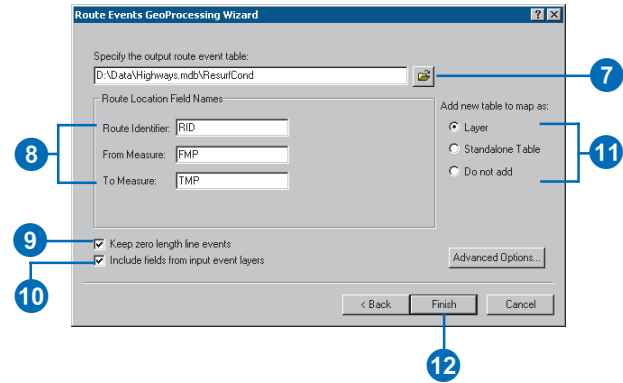 Route Events GeoProcessing Wizard
Specify the output route event table:
D:\Data\Highways.mdb\ResurfCond
7
Route Location Field Names
Add new table to map as:
Route Identifier: RID
Layer
8
From Measure: FMP
Standalone Table
11
To Measure: TMP
Do not add
9
Keep zero length line events
10
Include fields from input event layers
Advanced Options...
< Back
Finish
Cancel
12